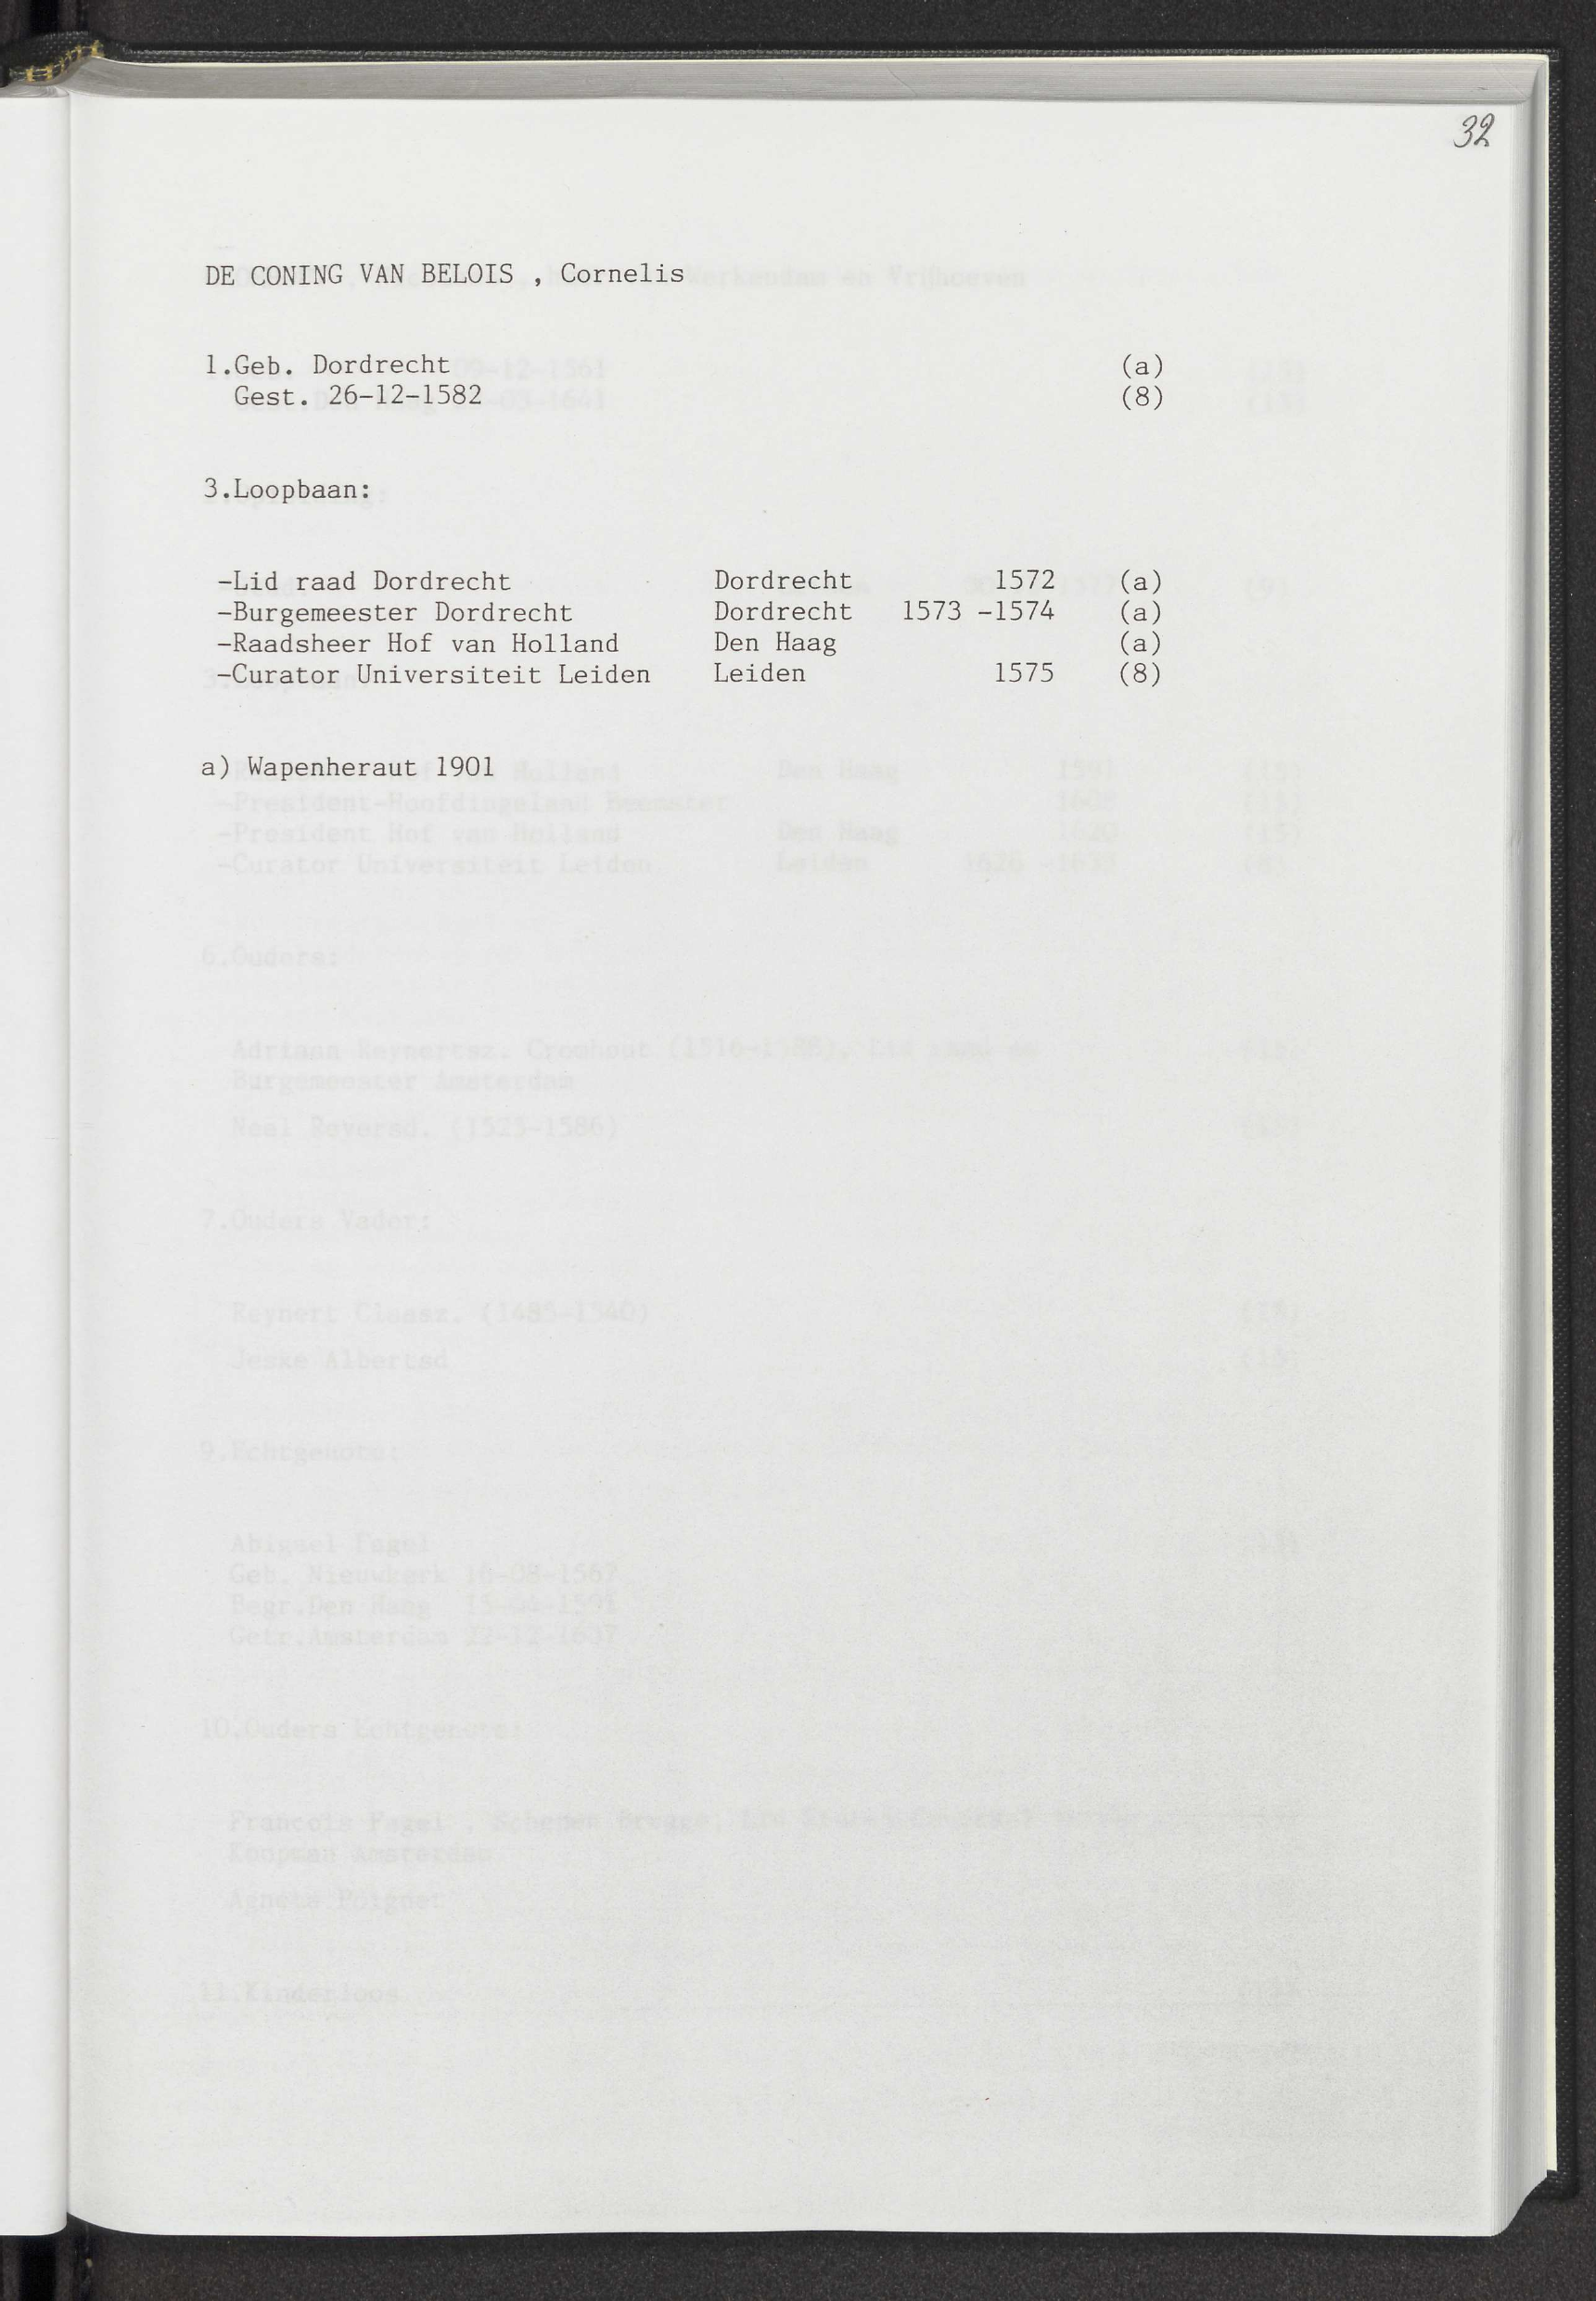 32
DE CONING VAN BELOIS , Cornelis
1.Geb. Dordrecht (a)
Gest. 26-12-1582 (8)
3.Loopbaan:
-Lid raad Dordrecht Dordrecht 1572 (a)
-Burgemeester Dordrecht Dordrecht 1573 -1574 (a)
-Raadsheer Hof van Holland Den Haag (a)
-Curator Universiteit Leiden Leiden 1575 (8)
a) Wapenheraut 1901